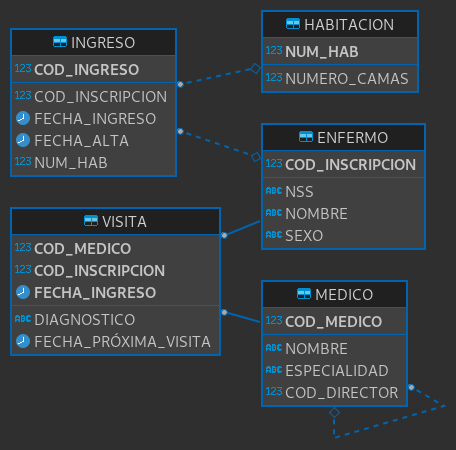 INGRESO
123 COD_INGRESO
123 COD_INSCRIPCION
FECHA_INGRESO
FECHA_ALTA
123 NUM_HAB
HABITACION
123 NUM_HAB
123 NUMERO_CAMAS
ENFERMO
123 COD_INSCRIPCION
ABC NSS
ABC NOMBRE
ABC SEXO
VISITA
123 COD_MEDICO
123 COD_INSCRIPCION
FECHA_INGRESO
ABC DIAGNOSTICO
FECHA_PRÓXIMA_VISITA
MEDICO
123 COD_MEDICO
ABC NOMBRE
ABC ESPECIALIDAD
123 COD_DIRECTOR